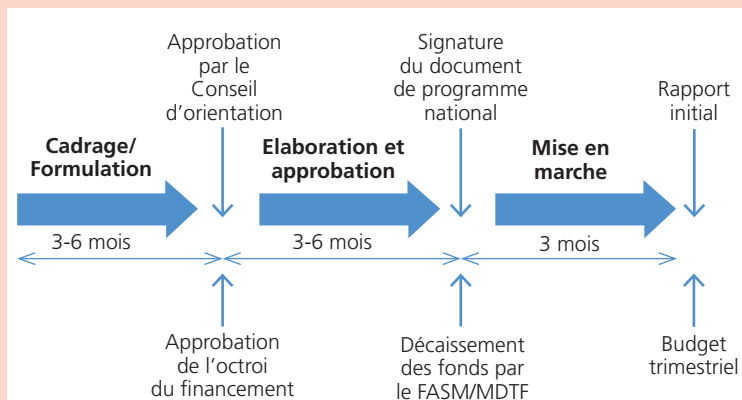 Approbation
par le
Conseil
d'orientation
Signature
du document
de programme
national
Rapport
initial
Cadrage/
Formulation
Elaboration et
approbation
Mise en
marche
3-6 mois
3-6 mois
3 mois
Approbation
de l'octroi
du financement
Décaissement
des fonds par
le FASM/MDTF
Budget
trimestriel